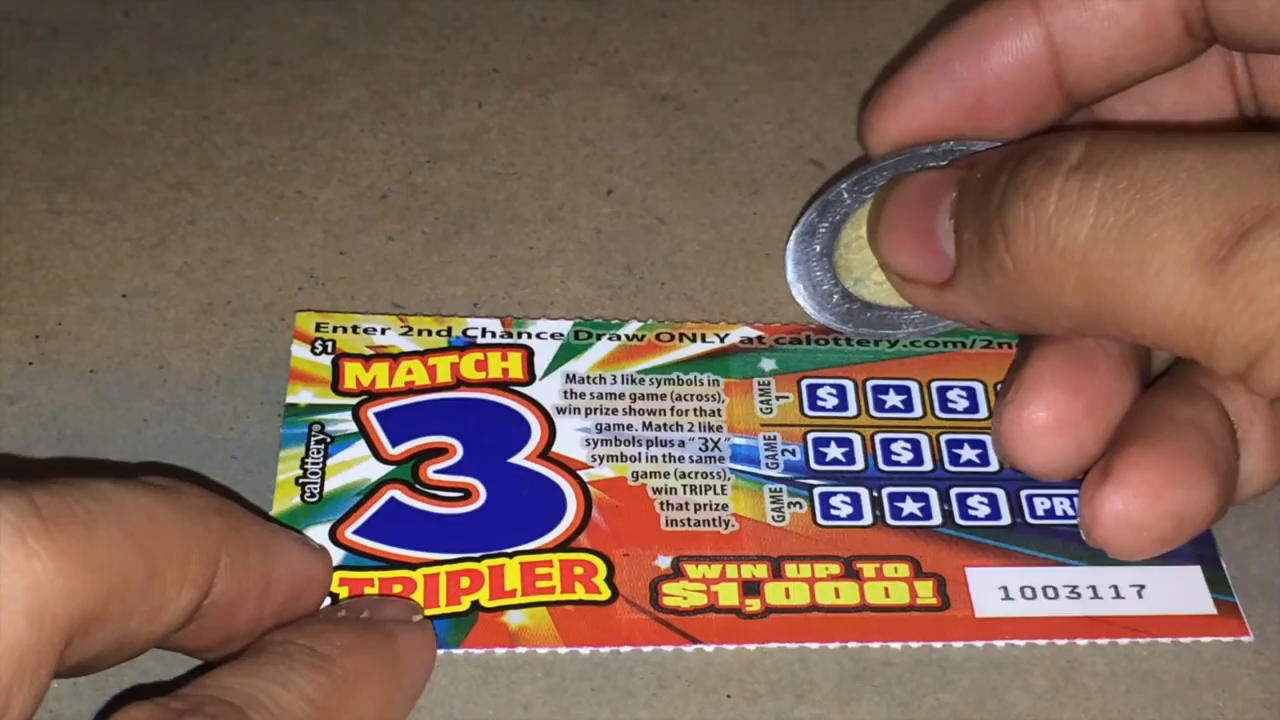 Enter 2nd Chance Draw ONLY at calottery.com/2n
$1
MATCH
3
TRIPLER
calottery®
Match 3 like symbols in
the same game (across),
win prize shown for that
game. Match 2 like
symbols plus a "3X"
symbol in the same
game (across),
win TRIPLE
that prize
instantly.
GAME 1
$ ★ $
GAME 2
★ $ ★
GAME 3
$ ★ $ PRI
WIN UP TO
$1,000!
1003117